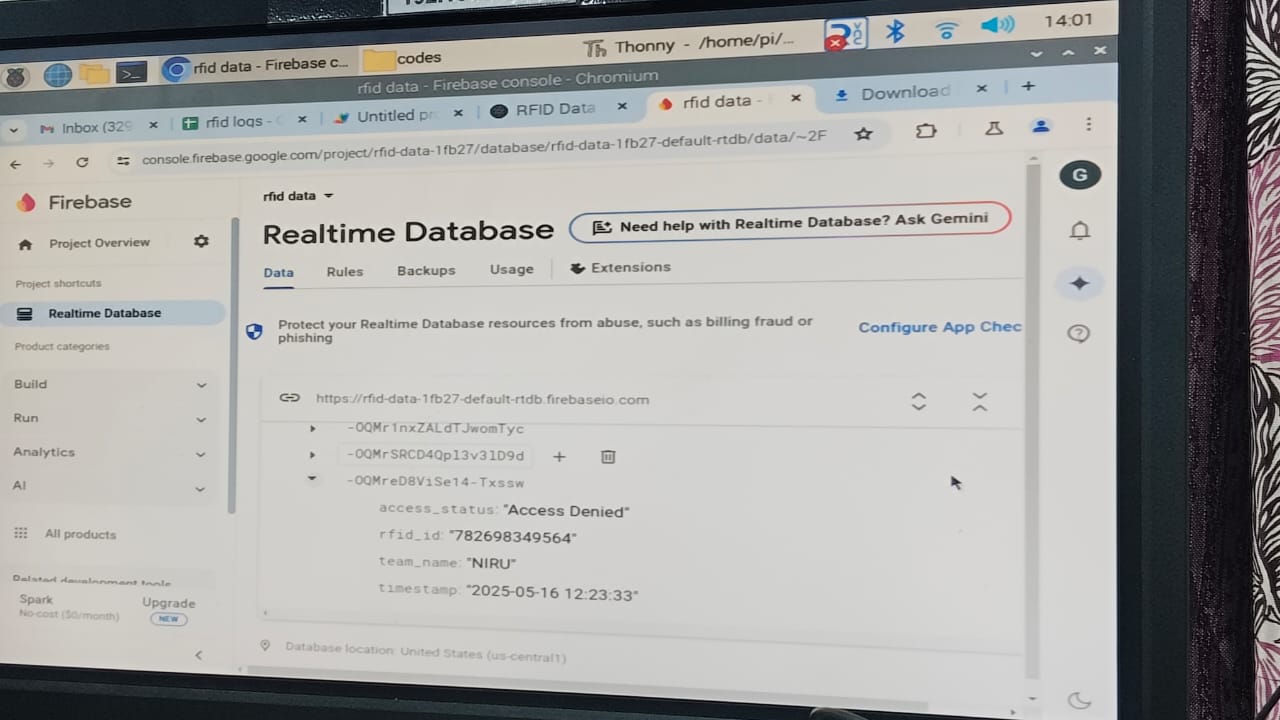 14:01
Thonny - /home/pi/...
rfid data - Firebase c...
codes
rfid data - Firebase console - Chromium
Inbox (329
rfid logs -
Untitled pr
RFID Data
rfid data -
Download
console.firebase.google.com/project/rfid-data-1fb27/database/rfid-data-1fb27-default-rtdb/data/~2F
G
Firebase
Project Overview
Project shortcuts
Realtime Database
Product categories
Build
Run
Analytics
AI
All products
Related development tools
Spark
No-cost ($0/month)
Upgrade
NEW
rfid data
Realtime Database
Need help with Realtime Database? Ask Gemini
Data Rules Backups Usage Extensions
Protect your Realtime Database resources from abuse, such as billing fraud or
phishing
Configure App Chec
https://rfid-data-1fb27-default-rtdb.firebaseio.com
-OQMr1nxZALdTJwomTyc
-OQMrSRCD4Qpl3v3lD9d
-OQMreD8ViSe14-Txssw
access_status: "Access Denied"
rfid_id: "782698349564"
team_name: "NIRU"
timestamp: "2025-05-16 12:23:33"
Database location: United States (us-central1)